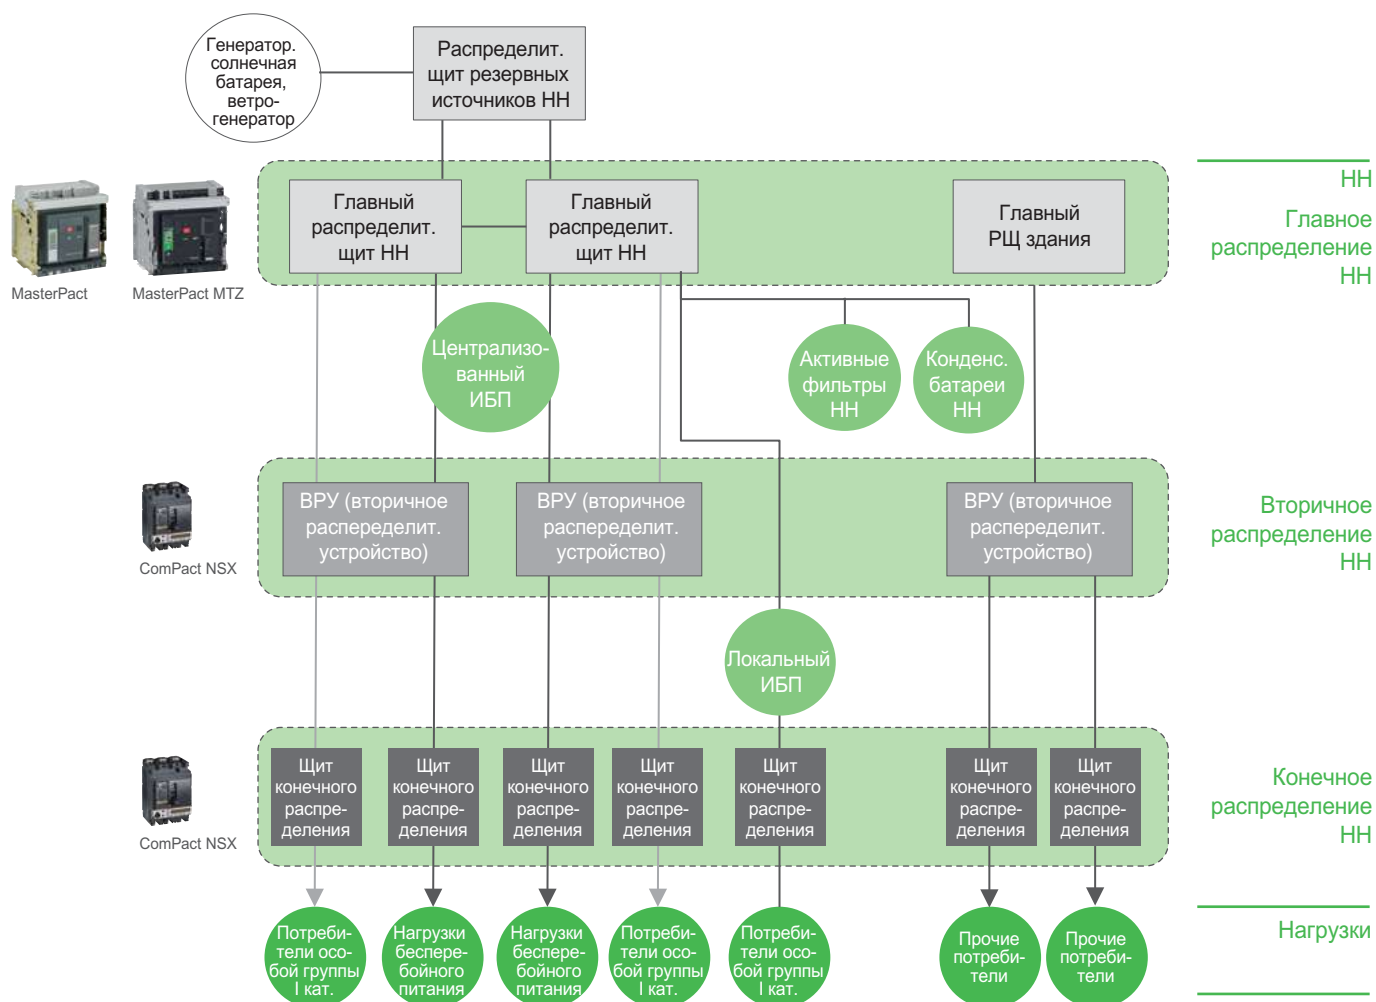 Генератор.
солнечная
батарея,
ветро-
генератор
Распределит.
щит резервных
источников НН
MasterPact
MasterPact MTZ
Главный
распределит.
щит НН
Главный
распределит.
щит НН
Главный
РЩ здания
НН
Главное
распределение
НН
Централизо-
ванный
ИБП
Активные
фильтры
НН
Конденс.
батареи
НН
ComPact NSX
ВРУ (вторичное
распеределит.
устройство)
ВРУ (вторичное
распределит.
устройство)
ВРУ (вторичное
распеределит.
устройство)
Вторичное
распределение
НН
Локальный
ИБП
ComPact NSX
Щит
конечного
распре-
деления
Щит
конечного
распре-
деления
Щит
конечного
распре-
деления
Щит
конечного
распре-
деления
Щит
конечного
распре-
деления
Щит
конечного
распре-
деления
Щит
конечного
распре-
деления
Конечное
распределение
НН
Потреби-
тели осо-
бой группы
I кат.
Нагрузки
бесперe-
бойного
питания
Нагрузки
беспере-
бойного
питания
Потреби-
тели осо-
бой группы
I кат.
Потреби-
тели осо-
бой группы
I кат.
Прочие
потреби-
тели
Прочие
потреби-
тели
Нагрузки